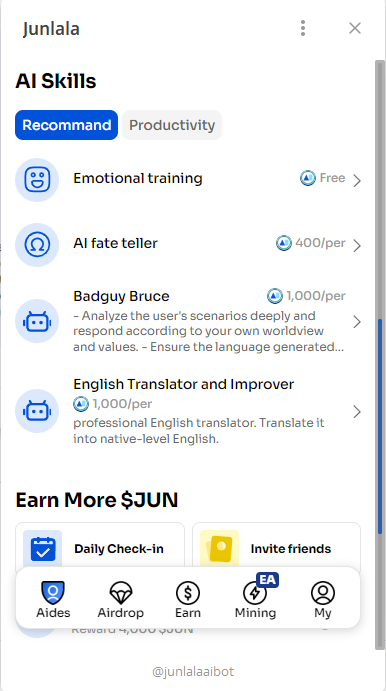 Junlala
AI Skills
Recommand
Productivity
Emotional training
Free
AI fate teller
400/per
Badguy Bruce
1,000/per
- Analyze the user's scenarios deeply and
respond according to your own worldview
and values. - Ensure the language generated...
English Translator and Improver
1,000/per
professional English translator. Translate it
into native-level English.
Earn More $JUN
Daily Check-in
Invite friends
EA
Aides
Airdrop
Earn
Mining
My
Reward 4,000 $JUN
@junlalaaibot